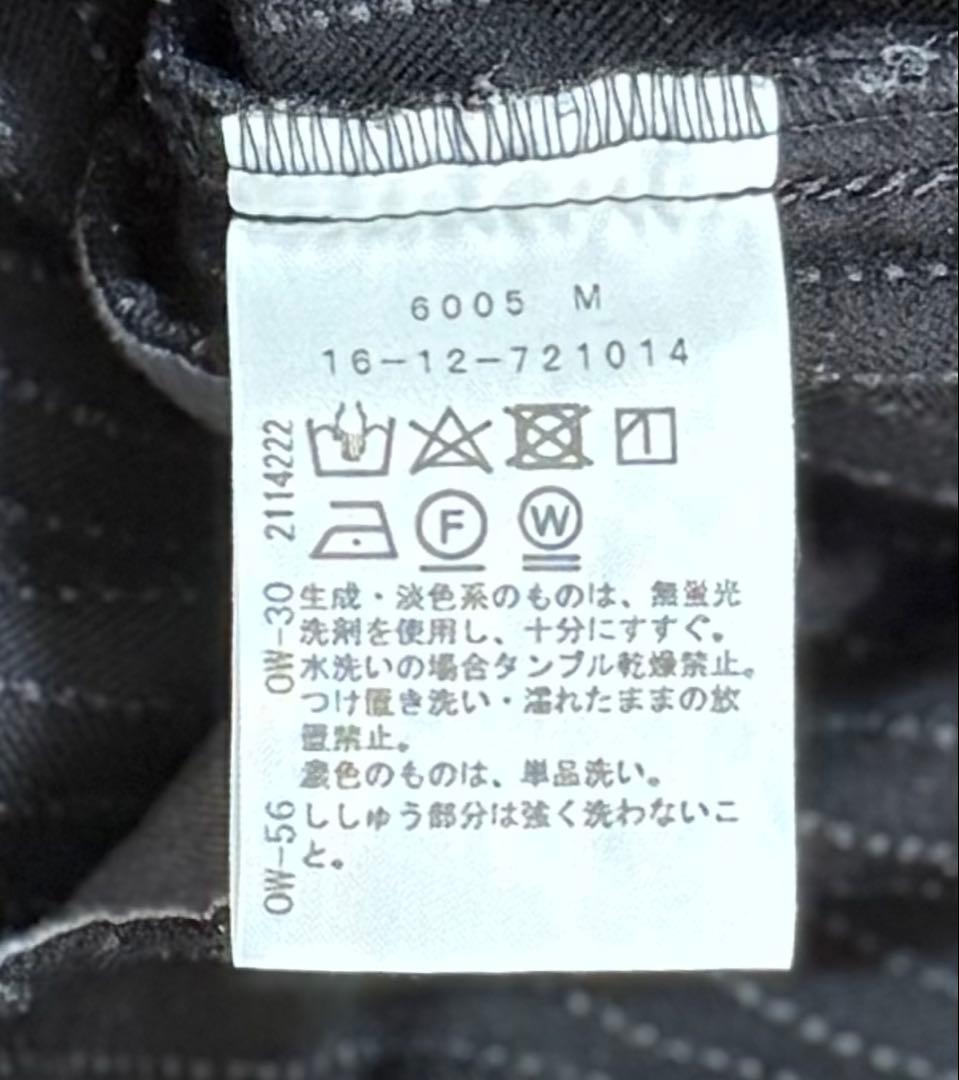 6005 M
16-12-721014
2114222
F
W
OW-30
生成・淡色系のものは、無蛍光
洗剤を使用し、十分にすすぐ。
水洗いの場合タンブル乾燥禁止。
つけ置き洗い・濡れたままの放
置禁止。
濃色のものは、単品洗い。
OW-56
ししゅう部分は強く洗わないこ
と。